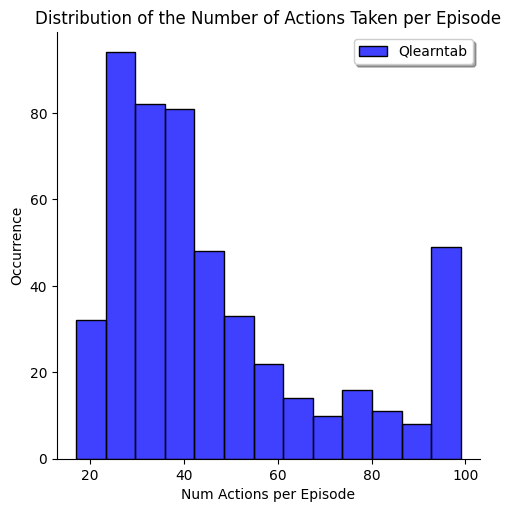 Distribution of the Number of Actions Taken per Episode
Qlearntab
80
60
40
20
0
Occurrence
20 40 60 80 100
Num Actions per Episode